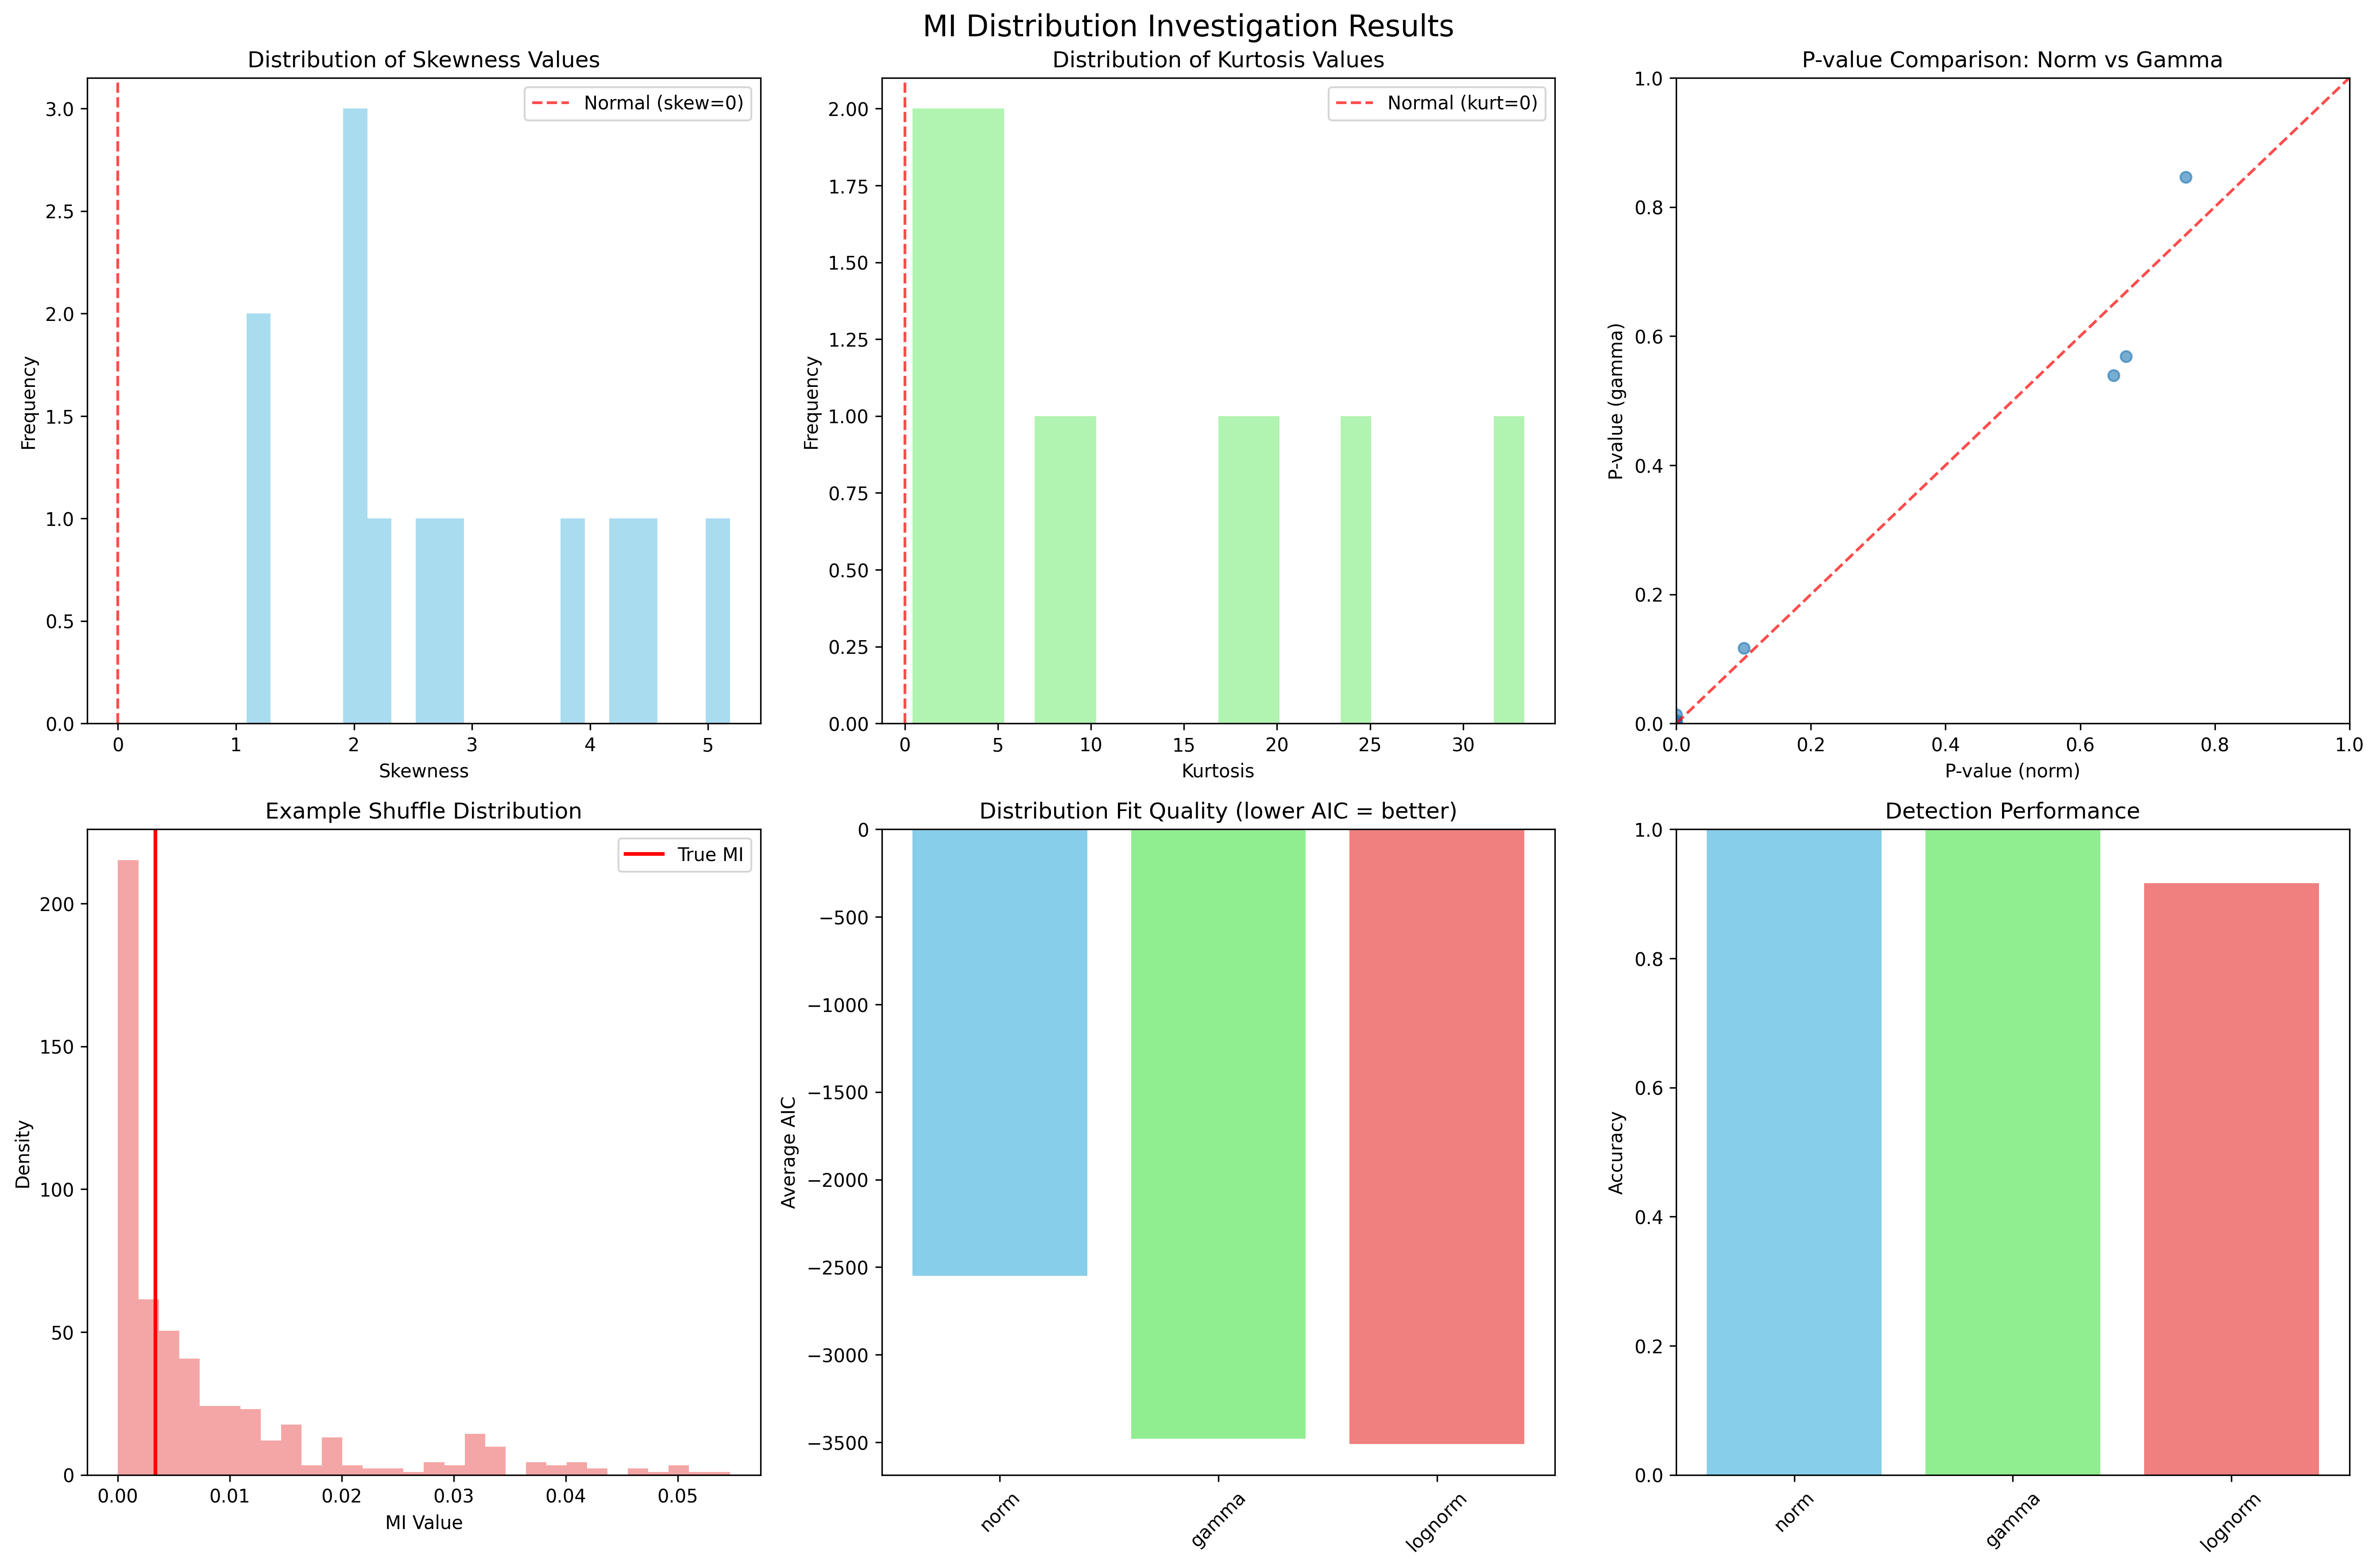 MI Distribution Investigation Results
Distribution of Skewness Values
3.0
2.5
2.0
1.5
1.0
0.5
0.0
Frequency
Normal (skew=0)
0 1 2 3 4 5
Skewness
Distribution of Kurtosis Values
2.00
1.75
1.50
1.25
1.00
0.75
0.50
0.25
0.00
Frequency
Normal (kurt=0)
0 5 10 15 20 25 30
Kurtosis
P-value Comparison: Norm vs Gamma
1.0
0.8
0.6
0.4
0.2
0.0
P-value (gamma)
0.0 0.2 0.4 0.6 0.8 1.0
P-value (norm)
Example Shuffle Distribution
200
150
100
50
0
Density
True MI
0.00 0.01 0.02 0.03 0.04 0.05
MI Value
Distribution Fit Quality (lower AIC = better)
0
−500
−1000
−1500
−2000
−2500
−3000
−3500
Average AIC
norm gamma lognorm
Detection Performance
1.0
0.8
0.6
0.4
0.2
0.0
Accuracy
norm gamma lognorm